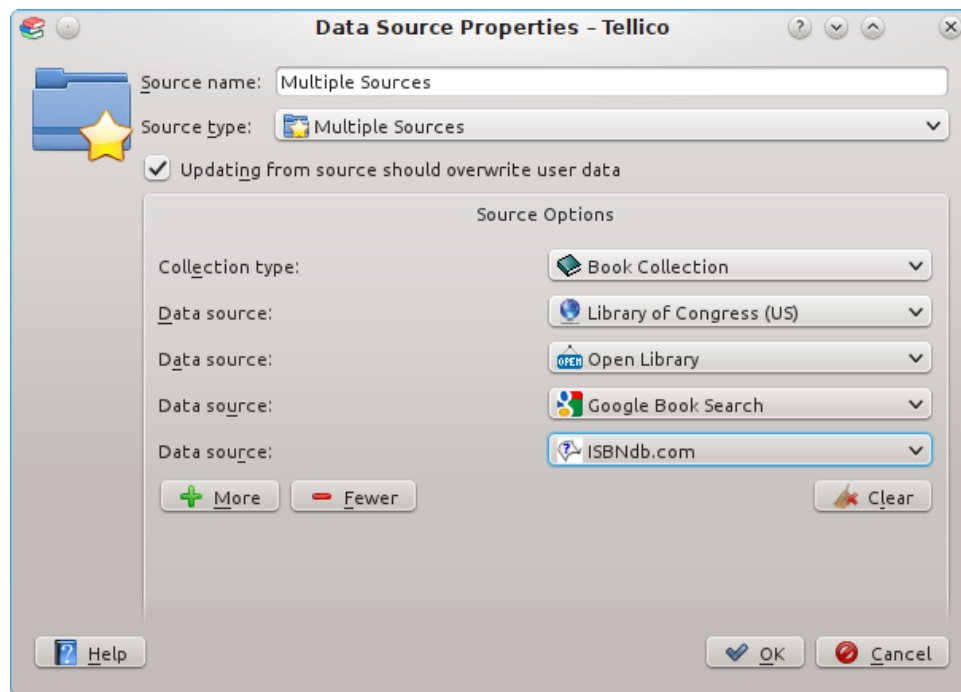 Data Source Properties – Tellico
Source name: Multiple Sources
Source type: Multiple Sources
Updating from source should overwrite user data
Source Options
Collection type: Book Collection
Data source: Library of Congress (US)
Data source: OPEN Open Library
Data source: Google Book Search
Data source: ISBNdb.com
More Fewer Clear
Help OK Cancel